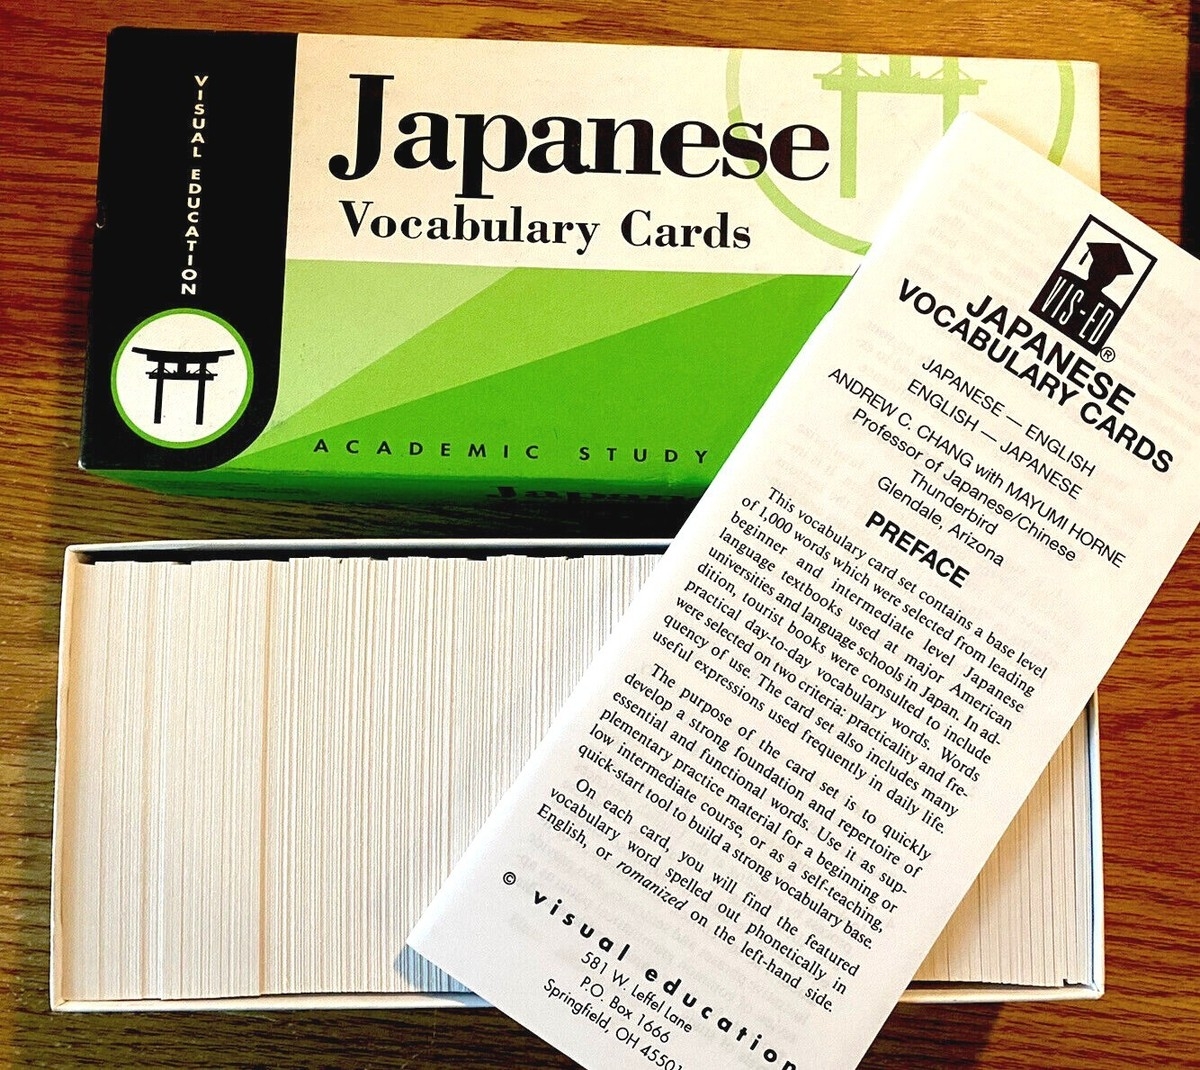 VISUAL EDUCATION
Japanese
Vocabulary Cards
ACADEMIC STUDY
VIS-ED
®
JAPANESE
VOCABULARY CARDS
JAPANESE — ENGLISH
ENGLISH — JAPANESE
ANDREW C. CHANG with MAYUMI HORNE
Professor of Japanese/Chinese
Thunderbird
Glendale, Arizona
PREFACE
This vocabulary card set contains a base level
of 1,000 words which were selected from leading
beginner and intermediate level Japanese
language textbooks used at major American
universities and language schools in Japan. In ad-
dition, tourist books were consulted to include
practical day-to-day vocabulary words. Words
were selected on two criteria: practicality and fre-
quency of use. The card set also includes many
useful expressions used frequently in daily life.
The purpose of the card set is to quickly
develop a strong foundation and repertoire of
essential and functional words. Use it as sup-
plementary practice material for a beginning or
low intermediate course, or as a self-teaching,
quick-start tool to build a strong vocabulary base.
On each card, you will find the featured
vocabulary word spelled out phonetically in
English, or romanized on the left-hand side.
© visual education
581 W. Leffel Lane
P.O. Box 1666
Springfield, OH 45501